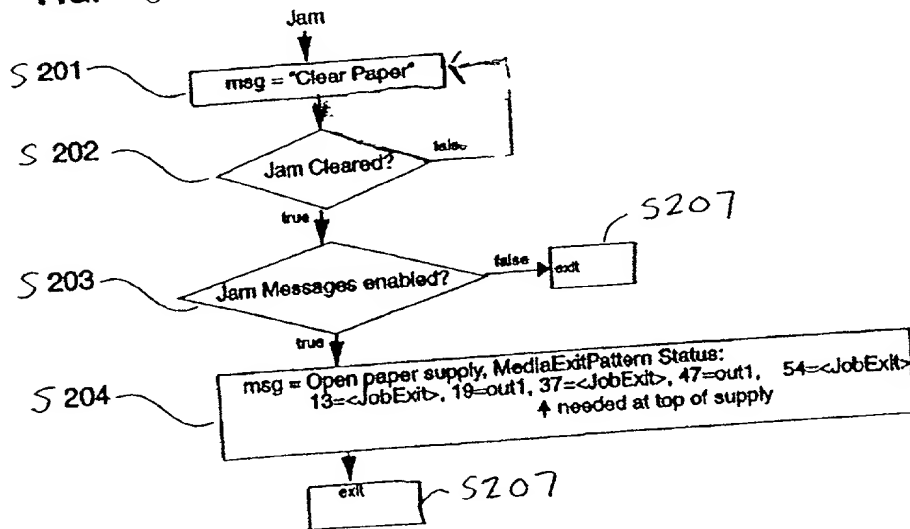 Jam
S 201
msg = "Clear Paper"
S 202
Jam Cleared?
false
true
S207
S 203
Jam Messages enabled?
false
exit
true
S 204
msg = Open paper supply, MediaExitPattern Status:
13=<JobExit>, 19=out1, 37=<JobExit>, 47=out1, 54=<JobExit>
needed at top of supply
exit
S207